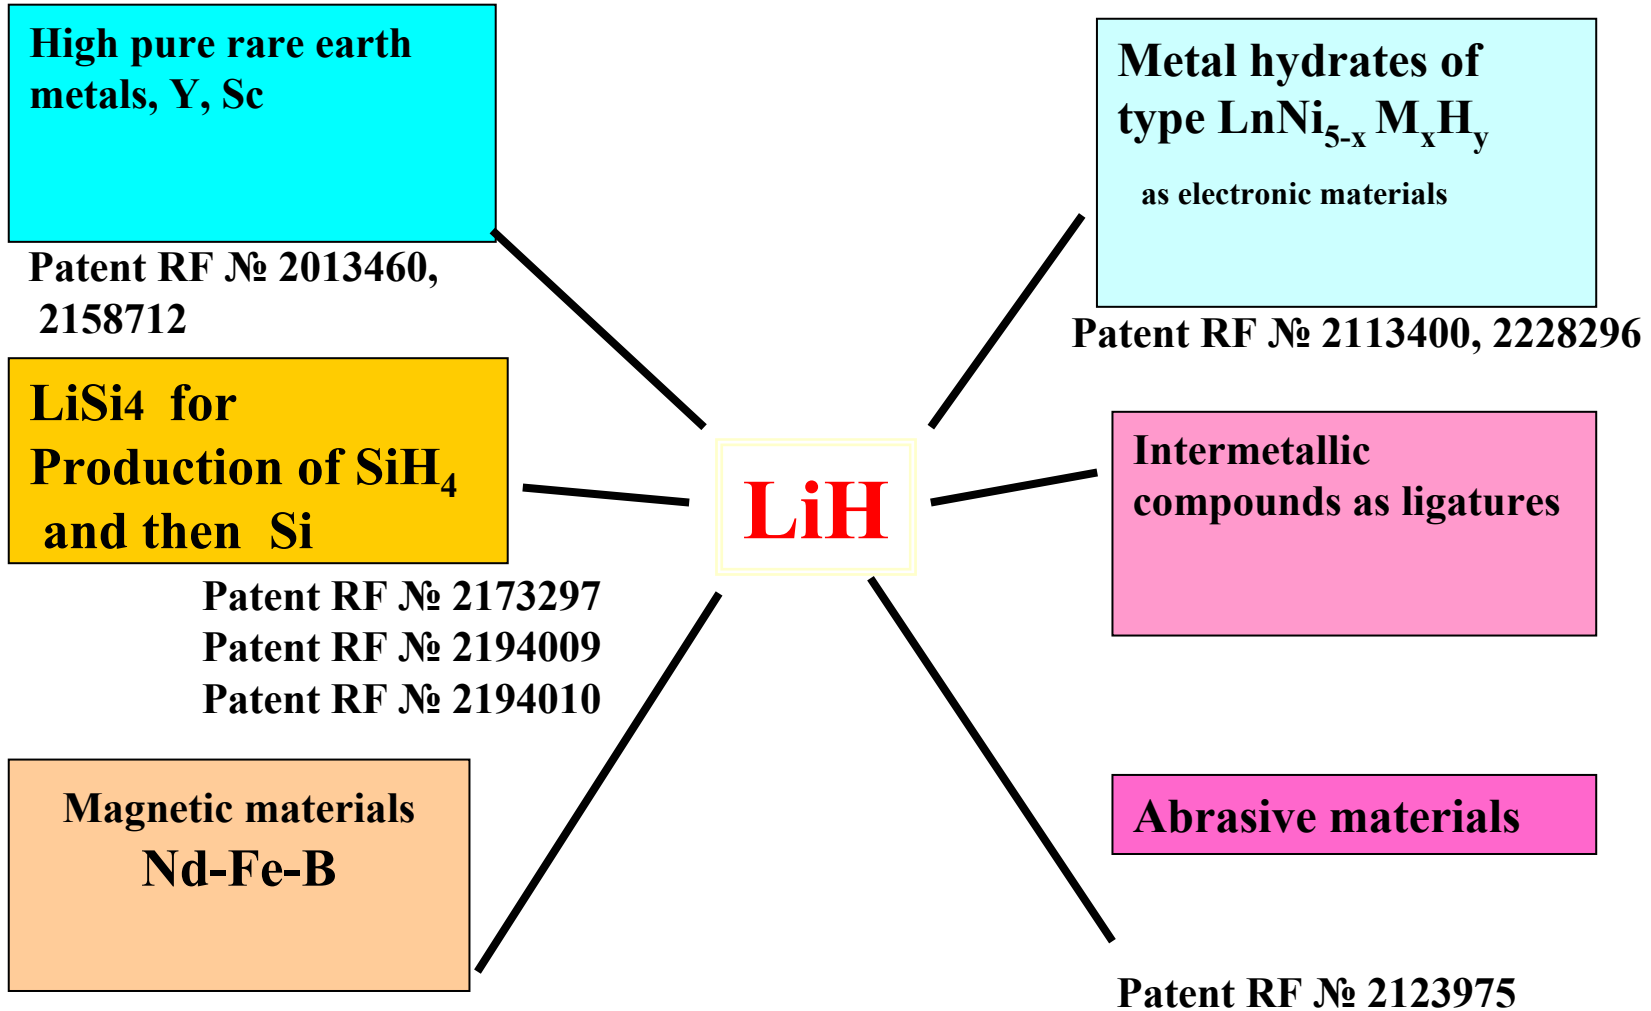 High pure rare earth
metals, Y, Sc
Patent RF № 2013460,
2158712
LiSi4 for
Production of SiH₄
and then Si
Patent RF № 2173297
Patent RF № 2194009
Patent RF № 2194010
Magnetic materials
Nd-Fe-B
LiH
Metal hydrates of
type LnNi₅₋ₓ MₓHᵧ
as electronic materials
Patent RF № 2113400, 2228296
Intermetallic
compounds as ligatures
Abrasive materials
Patent RF № 2123975